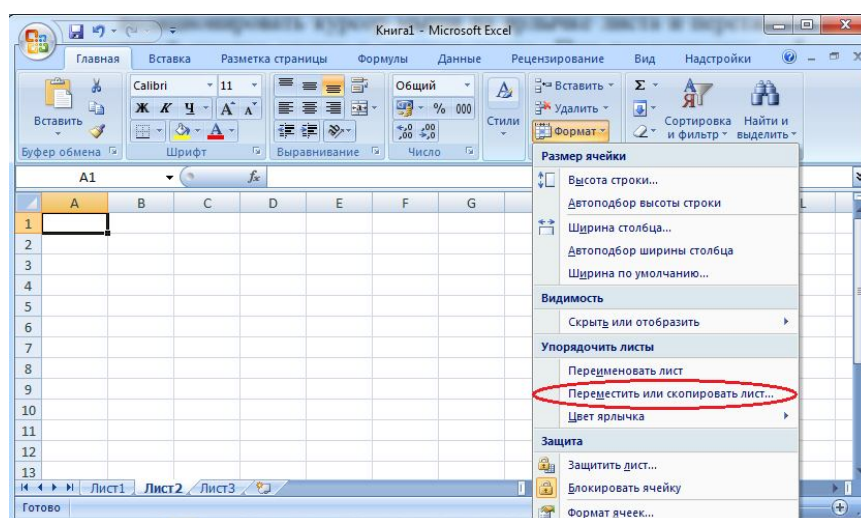 Книга1 - Microsoft Excel
Главная Вставка Разметка страницы Формулы Данные Рецензирование Вид Надстройки
Calibri 11 Общий Вставить
Ж К Ч А А % 000 Удалить
Вставить Стили Формат Сортировка и фильтр Найти и выделить
Буфер обмена Шрифт Выравнивание Число
A1 fx
A B C D E F G L
1
2
3
4
5
6
7
8
9
10
11
12
13
Размер ячейки
Высота строки...
Автоподбор высоты строки
Ширина столбца...
Автоподбор ширины столбца
Ширина по умолчанию...
Видимость
Скрыть или отобразить
Упорядочить листы
Переименовать лист
Переместить или скопировать лист...
Цвет ярлычка
Защита
Защитить лист...
Блокировать ячейку
Формат ячеек...
Лист1 Лист2 Лист3
Готово